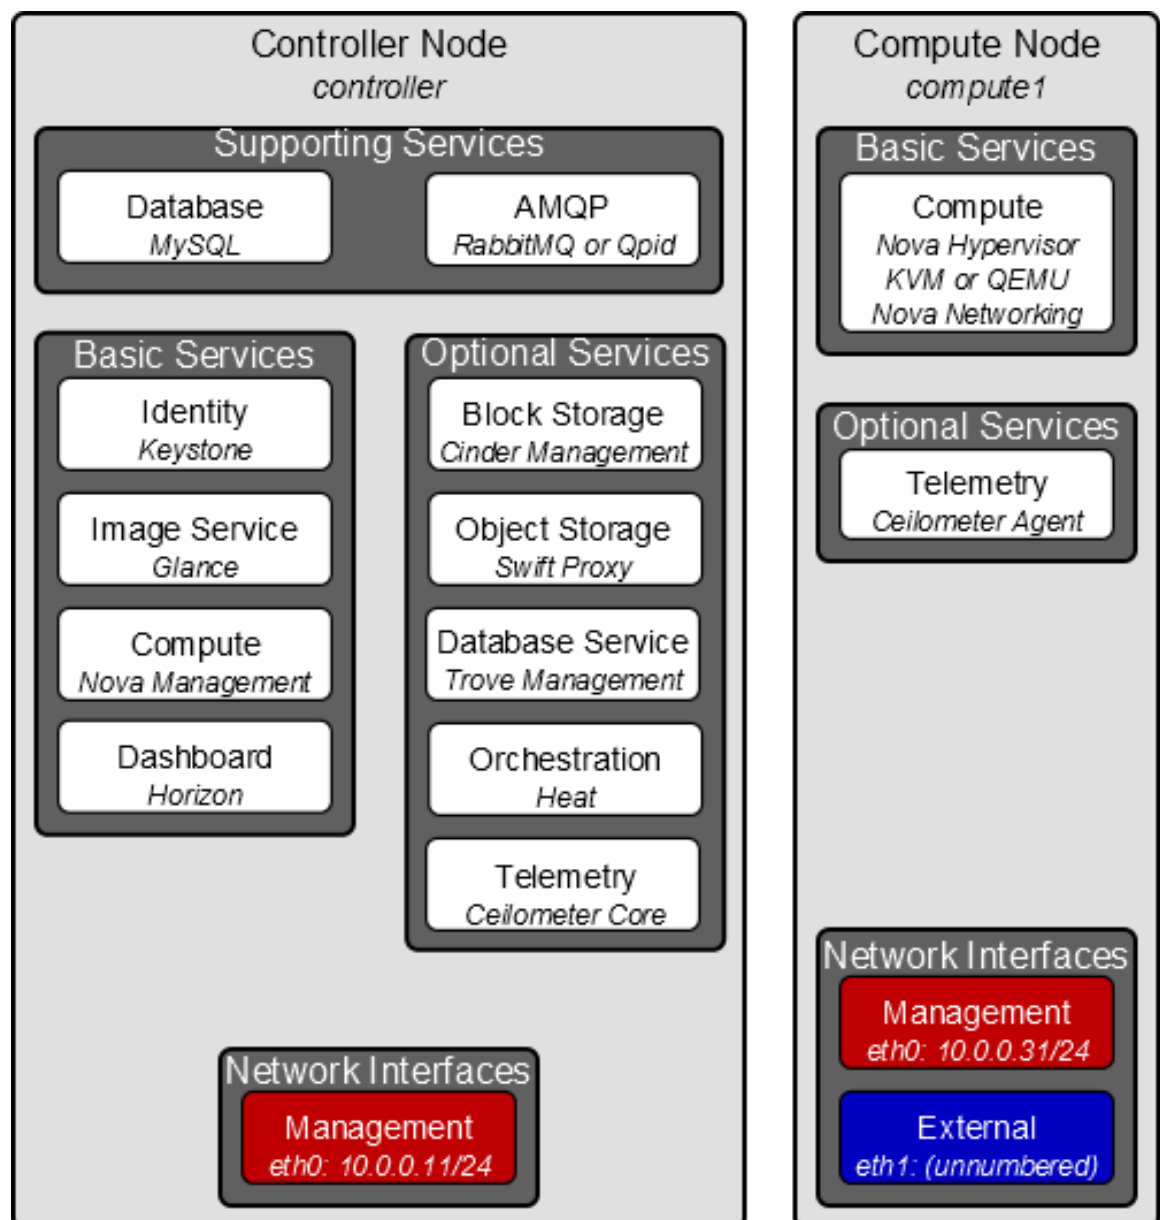 Controller Node
controller
Supporting Services
Database
MySQL
AMQP
RabbitMQ or Qpid
Basic Services
Identity
Keystone
Image Service
Glance
Compute
Nova Management
Dashboard
Horizon
Optional Services
Block Storage
Cinder Management
Object Storage
Swift Proxy
Database Service
Trove Management
Orchestration
Heat
Telemetry
Ceilometer Core
Network Interfaces
Management
eth0: 10.0.0.11/24
Compute Node
compute1
Basic Services
Compute
Nova Hypervisor
KVM or QEMU
Nova Networking
Optional Services
Telemetry
Ceilometer Agent
Network Interfaces
Management
eth0: 10.0.0.31/24
External
eth1: (unnumbered)